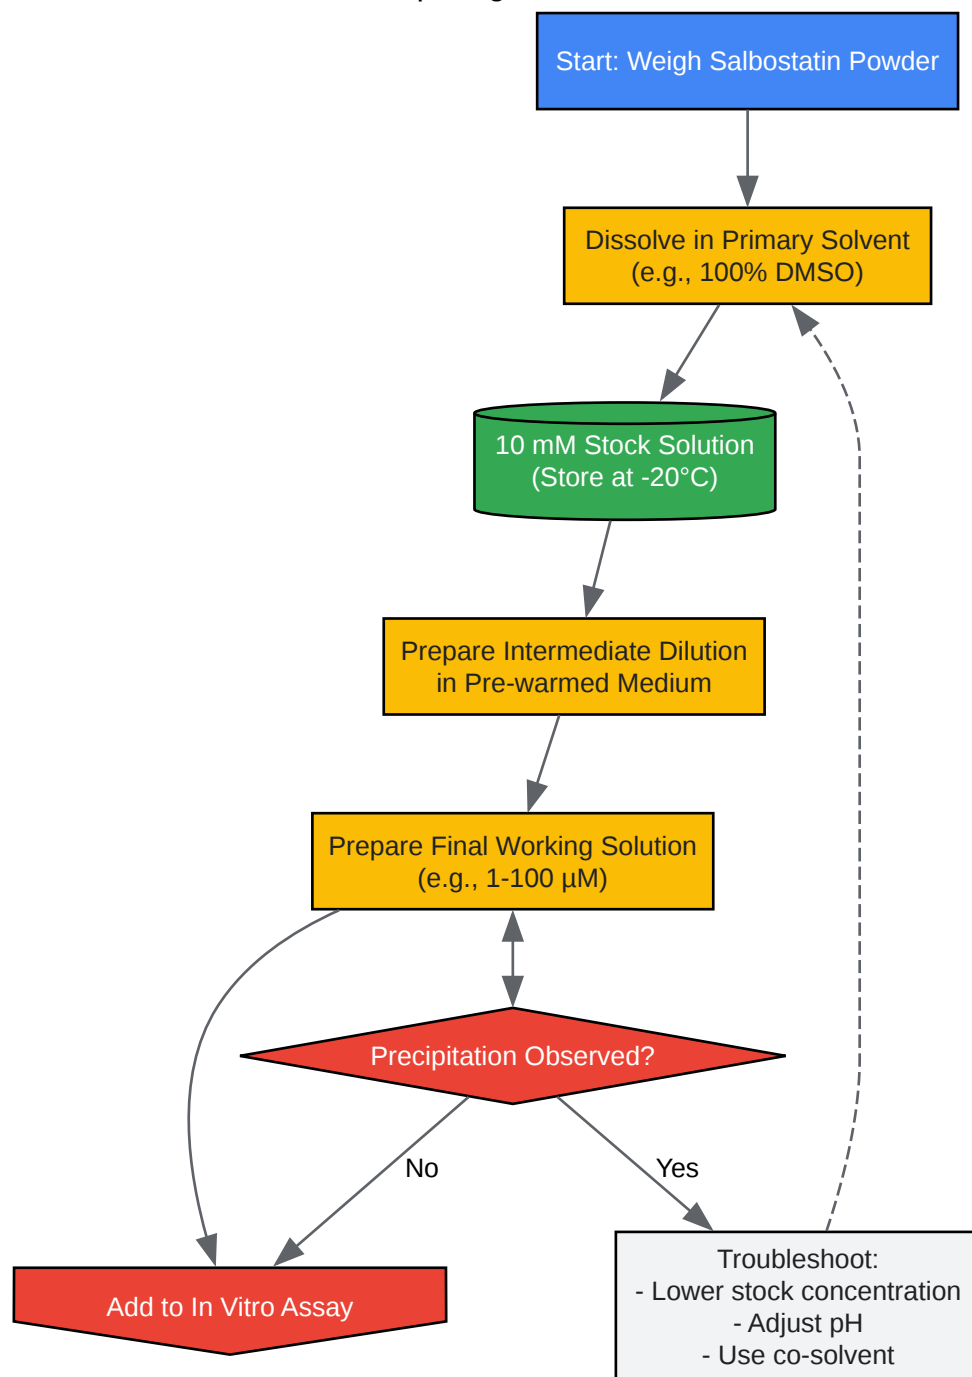 Start: Weigh Salbostatin Powder
Dissolve in Primary Solvent
(e.g., 100% DMSO)
10 mM Stock Solution
(Store at -20°C)
Prepare Intermediate Dilution
in Pre-warmed Medium
Prepare Final Working Solution
(e.g., 1-100 µM)
Precipitation Observed?
No
Yes
Add to In Vitro Assay
Troubleshoot:
- Lower stock concentration
- Adjust pH
- Use co-solvent